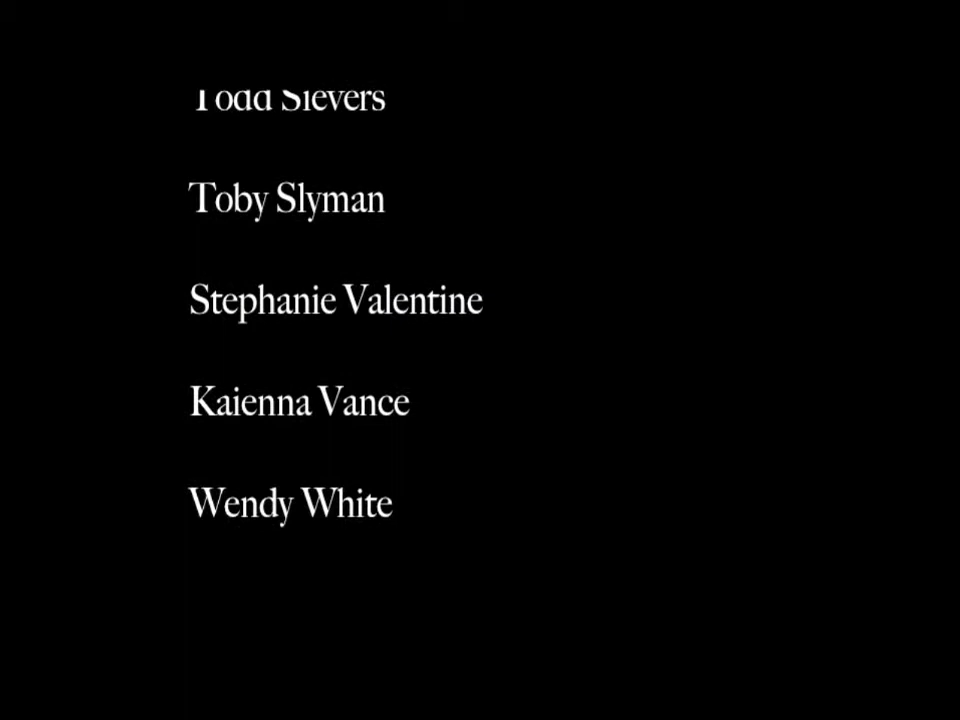 Todd Sievers
Toby Slyman
Stephanie Valentine
Kaienna Vance
Wendy White